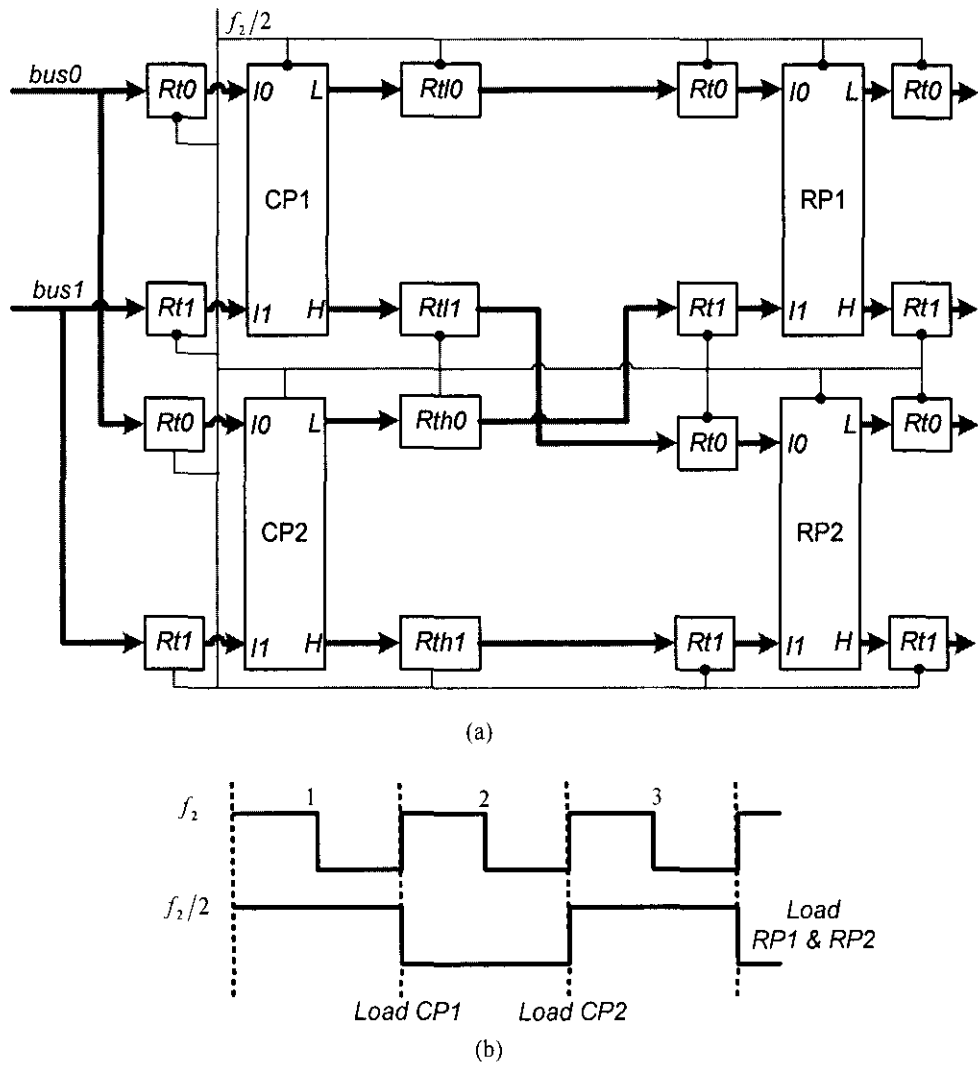 f₂/2
bus0
Rt0
I0
L
Rtl0
Rt0
I0
L
Rt0
CP1
RP1
bus1
Rt1
I1
H
Rtl1
Rt1
I1
H
Rt1
Rt0
I0
L
Rth0
Rt0
I0
L
Rt0
CP2
RP2
Rt1
I1
H
Rth1
Rt1
I1
H
Rt1
(a)
f₂
1
2
3
f₂/2
Load
RP1 & RP2
Load CP1
Load CP2
(b)